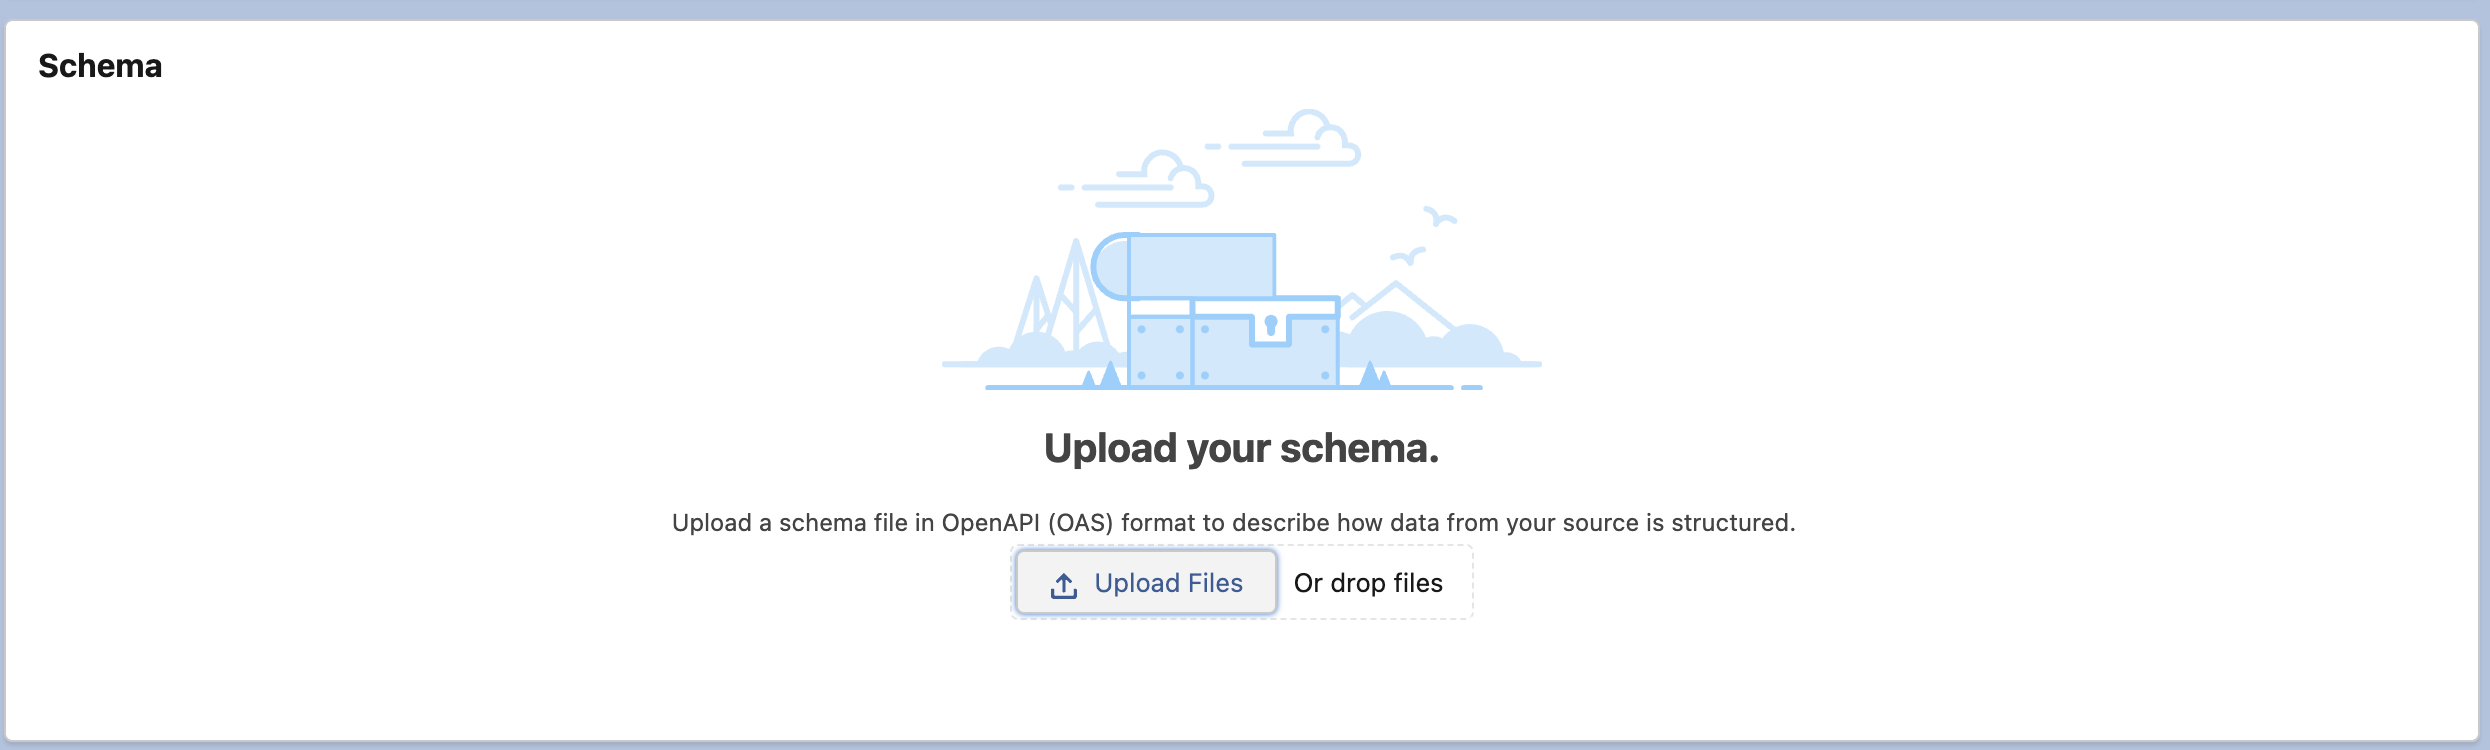 Schema
Upload your schema.
Upload a schema file in OpenAPI (OAS) format to describe how data from your source is structured.
Upload Files Or drop files